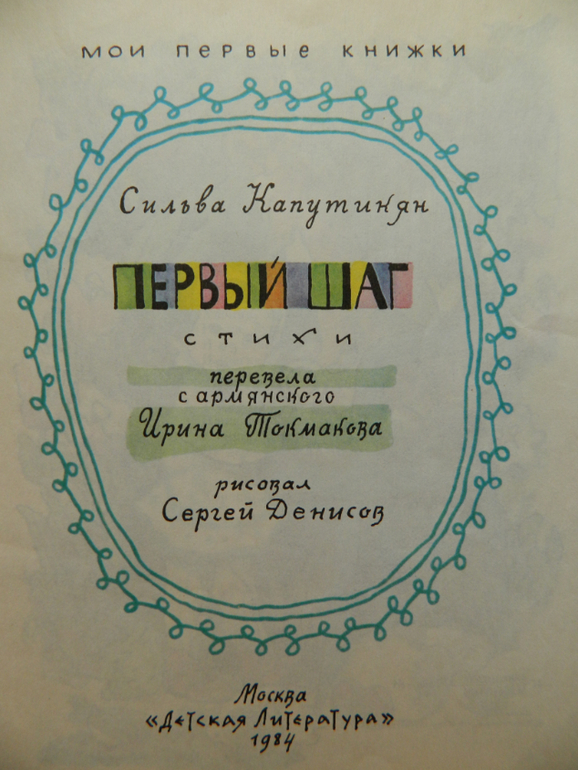 мои первые книжки
Сильва Капутикян
ПЕРВЫЙ ШАГ
стихи
перевела
с армянского
Ирина Токмакова
рисовал
Сергей Денисов
Москва
«Детская Литература»
1984